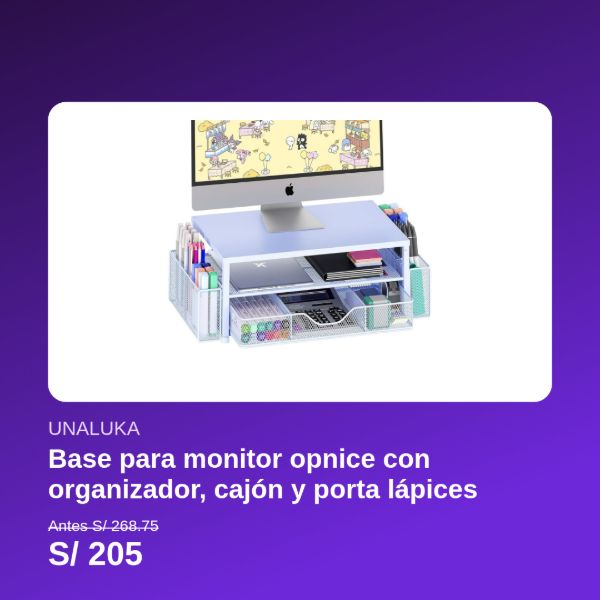 UNALUKA
Base para monitor opnice con
organizador, cajón y porta lápices
Antes S/ 268.75
S/ 205